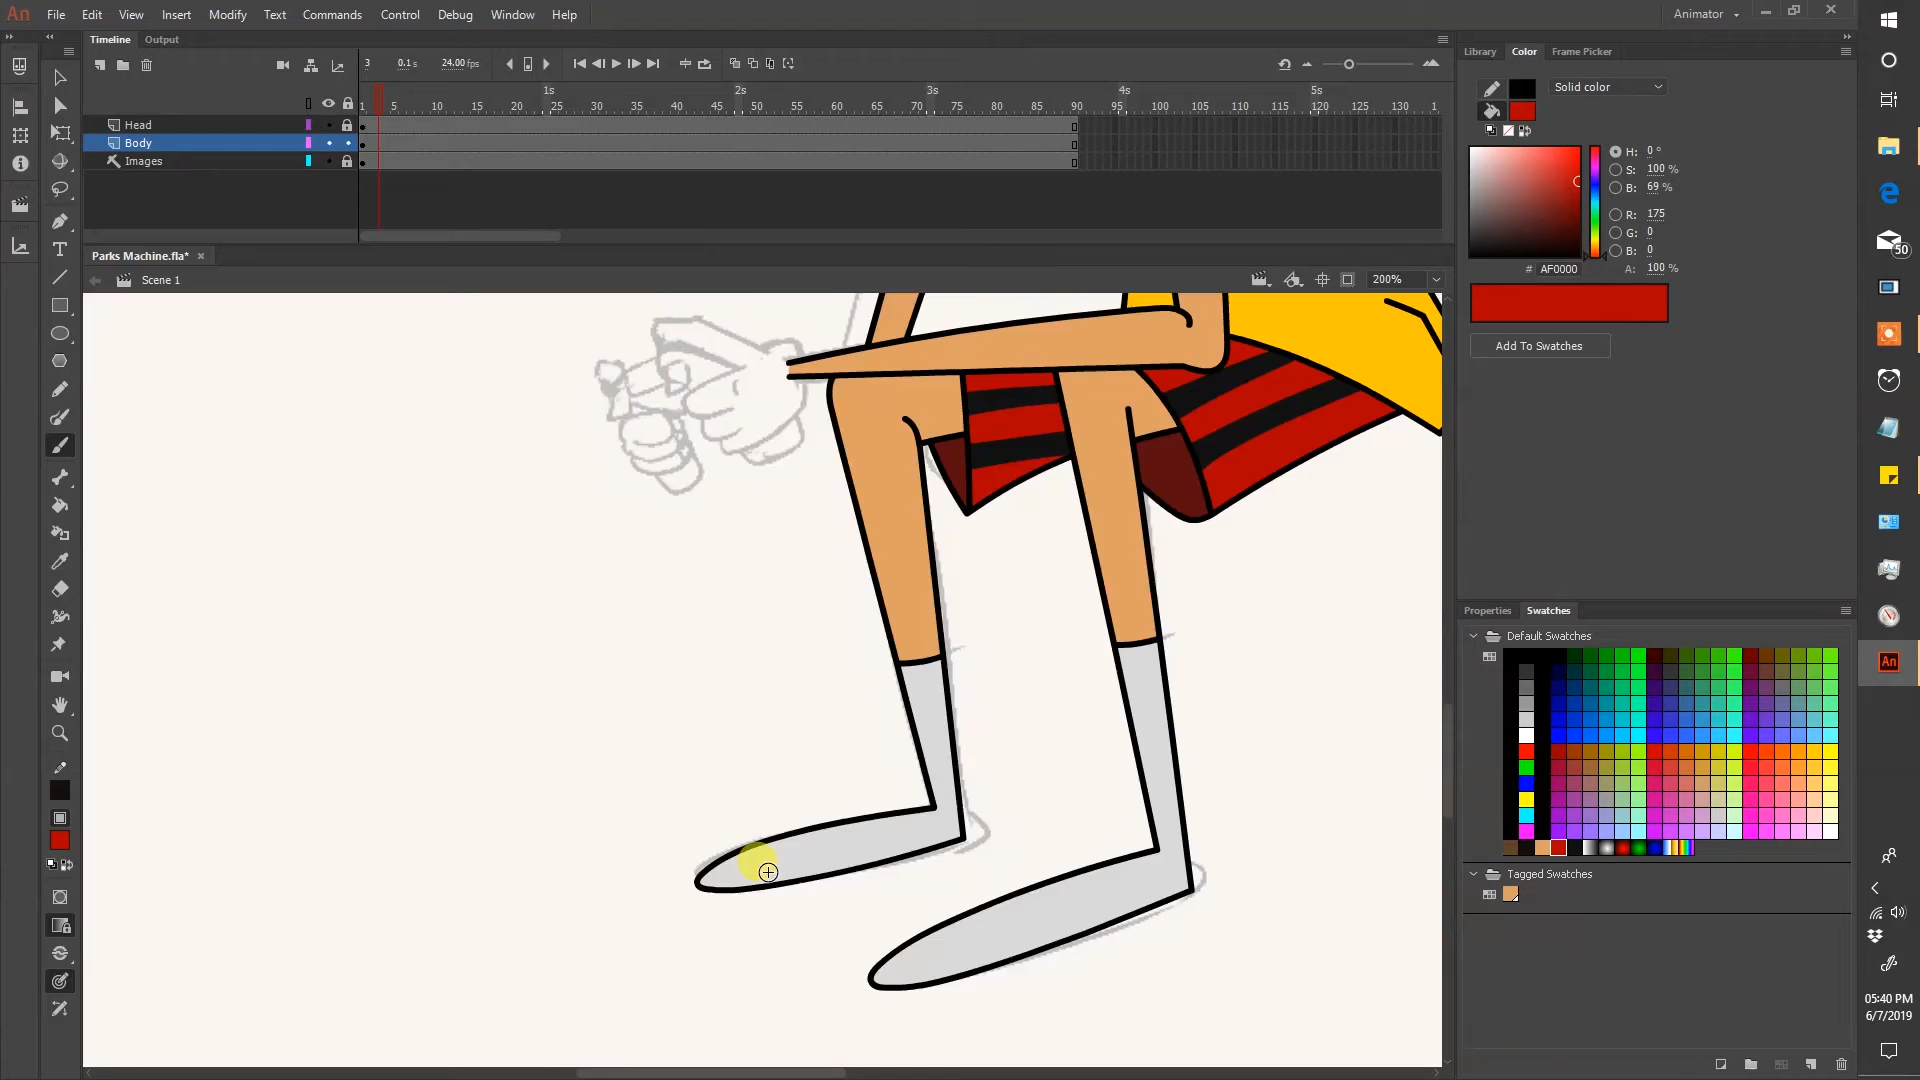 An File Edit View Insert Modify Text Commands Control Debug Window Help Animator
Timeline Output
3 0.1 s 24.00 fps
1s 2s 3s 4s 5s
1 5 10 15 20 25 30 35 40 45 50 55 60 65 70 75 80 85 90 95 100 105 110 115 120 125 130 1
Head
Body
Images
Parks Machine.fla* ×
Scene 1
200%
Library Color Frame Picker
Solid color
H: 0 °
S: 100 %
B: 69 %
R: 175
G: 0
B: 0
# AF0000 A: 100 %
Add To Swatches
Properties Swatches
Default Swatches
Tagged Swatches
50
An
05:40 PM
6/7/2019